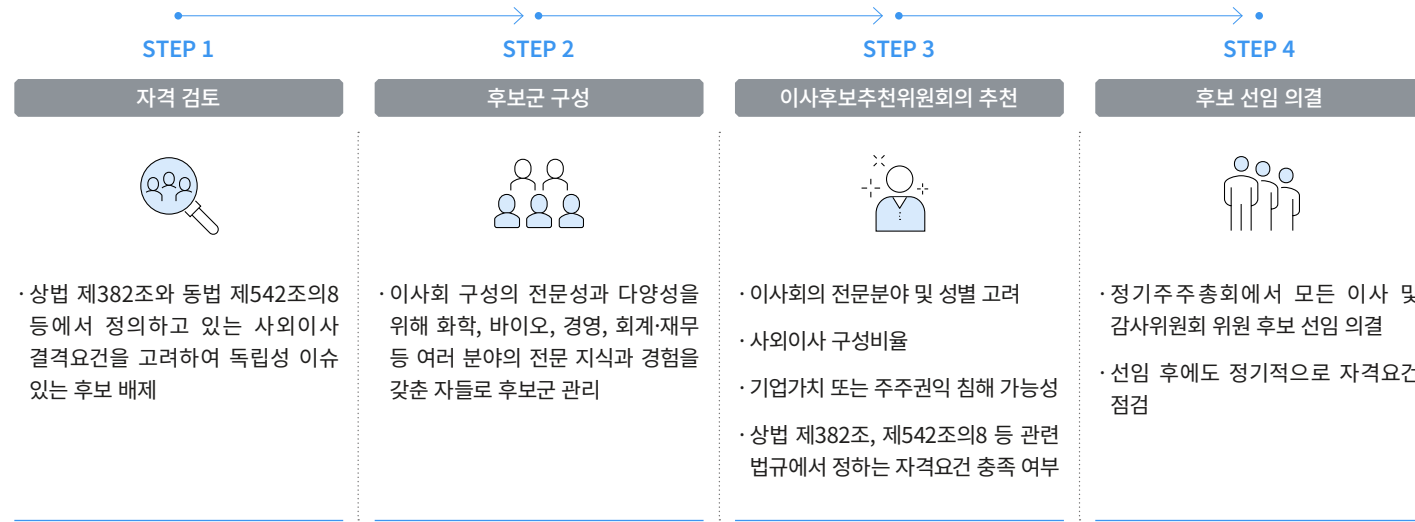 STEP 1
자격 검토
· 상법 제382조와 동법 제542조의8
등에서 정의하고 있는 사외이사
결격요건을 고려하여 독립성 이슈
있는 후보 배제
STEP 2
후보군 구성
· 이사회 구성의 전문성과 다양성을
위해 화학, 바이오, 경영, 회계·재무
등 여러 분야의 전문 지식과 경험을
갖춘 자들로 후보군 관리
STEP 3
이사후보추천위원회의 추천
· 이사회의 전문분야 및 성별 고려
· 사외이사 구성비율
· 기업가치 또는 주주권익 침해 가능성
· 상법 제382조, 제542조의8 등 관련
법규에서 정하는 자격요건 충족 여부
STEP 4
후보 선임 의결
· 정기주주총회에서 모든 이사 및
감사위원회 위원 후보 선임 의결
· 선임 후에도 정기적으로 자격요건
점검